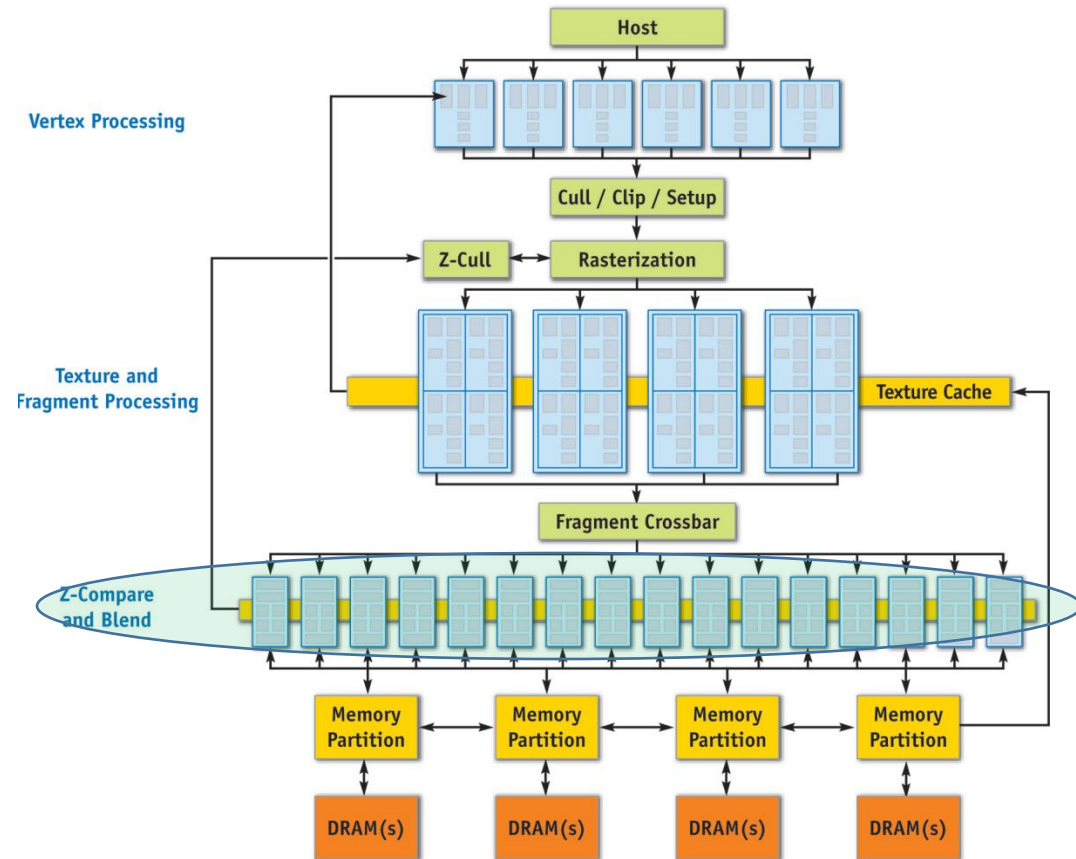 Host
Vertex Processing
Cull / Clip / Setup
Z-Cull
Rasterization
Texture and
Fragment Processing
Texture Cache
Fragment Crossbar
Z-Compare
and Blend
Memory
Partition
Memory
Partition
Memory
Partition
Memory
Partition
DRAM(s)
DRAM(s)
DRAM(s)
DRAM(s)